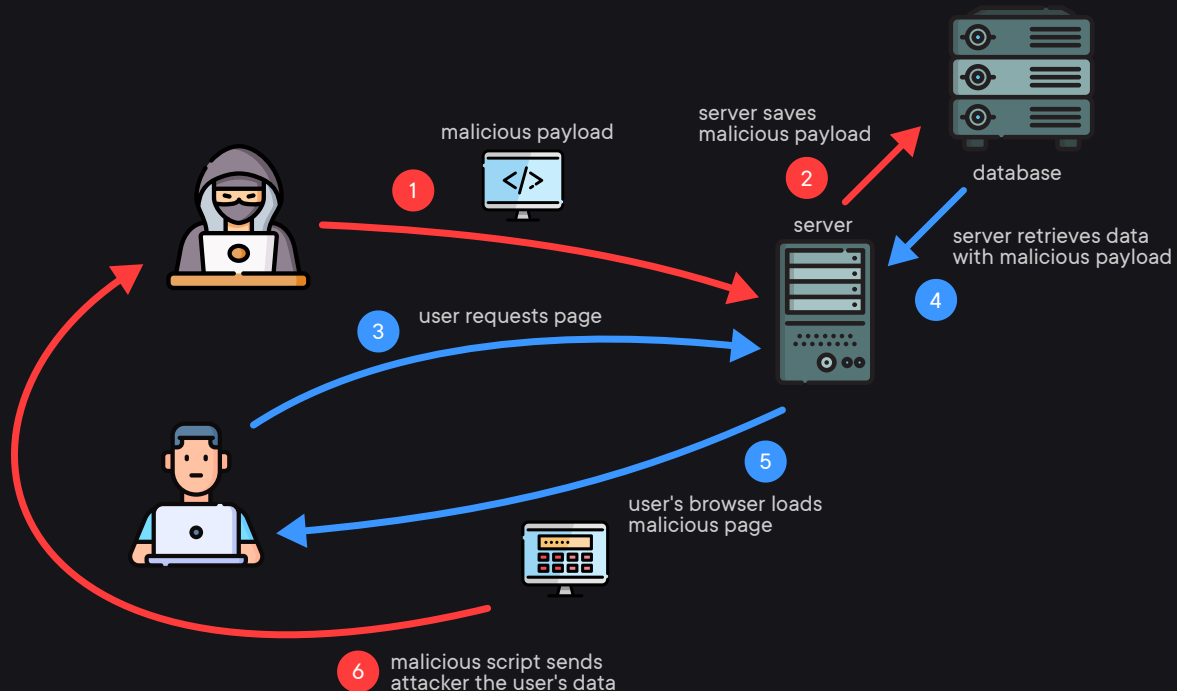 malicious payload
</>
1
server saves
malicious payload
2
database
server
server retrieves data
with malicious payload
4
3
user requests page
5
user's browser loads
malicious page
6
malicious script sends
attacker the user's data